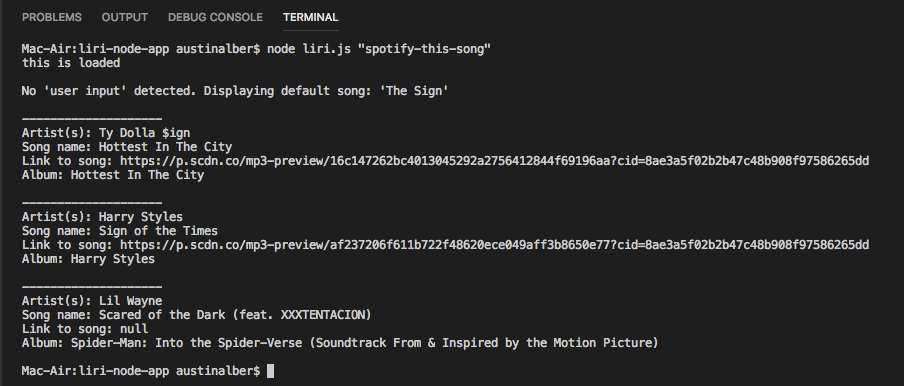 PROBLEMS OUTPUT DEBUG CONSOLE TERMINAL
Mac-Air:liri-node-app austinalber$ node liri.js "spotify-this-song"
this is loaded
No 'user input' detected. Displaying default song: 'The Sign'
____________________
Artist(s): Ty Dolla $ign
Song name: Hottest In The City
Link to song: https://p.scdn.co/mp3-preview/16c147262bc4013045292a2756412844f69196aa?cid=8ae3a5f02b2b47c48b908f97586265dd
Album: Hottest In The City
____________________
Artist(s): Harry Styles
Song name: Sign of the Times
Link to song: https://p.scdn.co/mp3-preview/af237206f611b722f48620ece049aff3b8650e77?cid=8ae3a5f02b2b47c48b908f97586265dd
Album: Harry Styles
____________________
Artist(s): Lil Wayne
Song name: Scared of the Dark (feat. XXXTENTACION)
Link to song: null
Album: Spider-Man: Into the Spider-Verse (Soundtrack From & Inspired by the Motion Picture)
Mac-Air:liri-node-app austinalber$